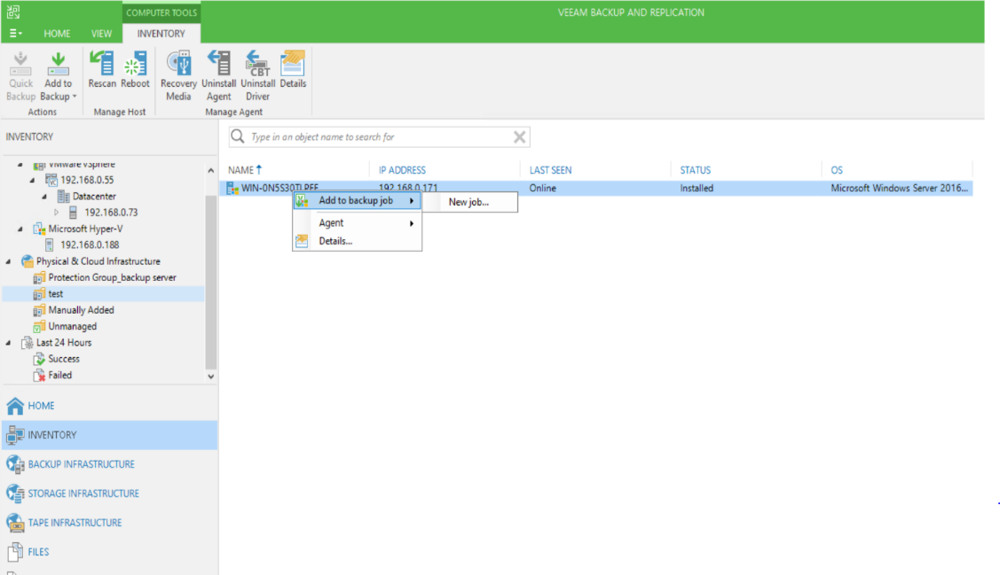 COMPUTER TOOLS
VEEAM BACKUP AND REPLICATION
HOME VIEW INVENTORY
Quick Backup
Add to Backup
Rescan
Reboot
Recovery Media
Uninstall Agent
Uninstall Driver
CBT
Details
Actions
Manage Host
Manage Agent
INVENTORY
VMware vSphere
192.168.0.55
Datacenter
192.168.0.73
Microsoft Hyper-V
192.168.0.188
Physical & Cloud Infrastructure
Protection Group_backup server
test
Manually Added
Unmanaged
Last 24 Hours
Success
Failed
HOME
INVENTORY
BACKUP INFRASTRUCTURE
STORAGE INFRASTRUCTURE
TAPE INFRASTRUCTURE
FILES
Type in an object name to search for
NAME IP ADDRESS LAST SEEN STATUS OS
192.168.0.171 Online Installed Microsoft Windows Server 2016...
Add to backup job
New job...
Agent
Details...